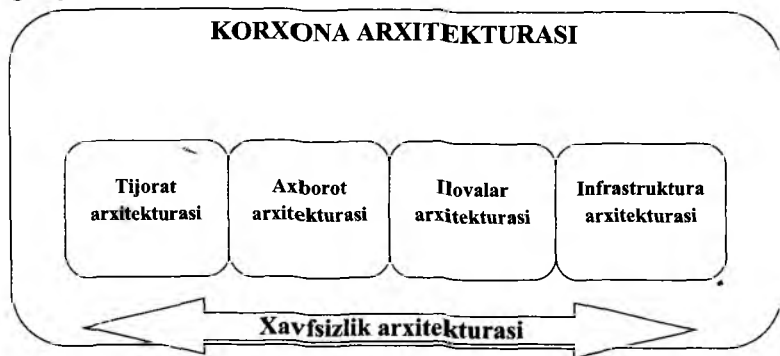 KORXONA ARXITEKTURASI
Tijorat
arxitekturasi
Axborot
arxitekturasi
Ilovalar
arxitekturasi
Infrastruktura
arxitekturasi
Xavfsizlik arxitekturasi